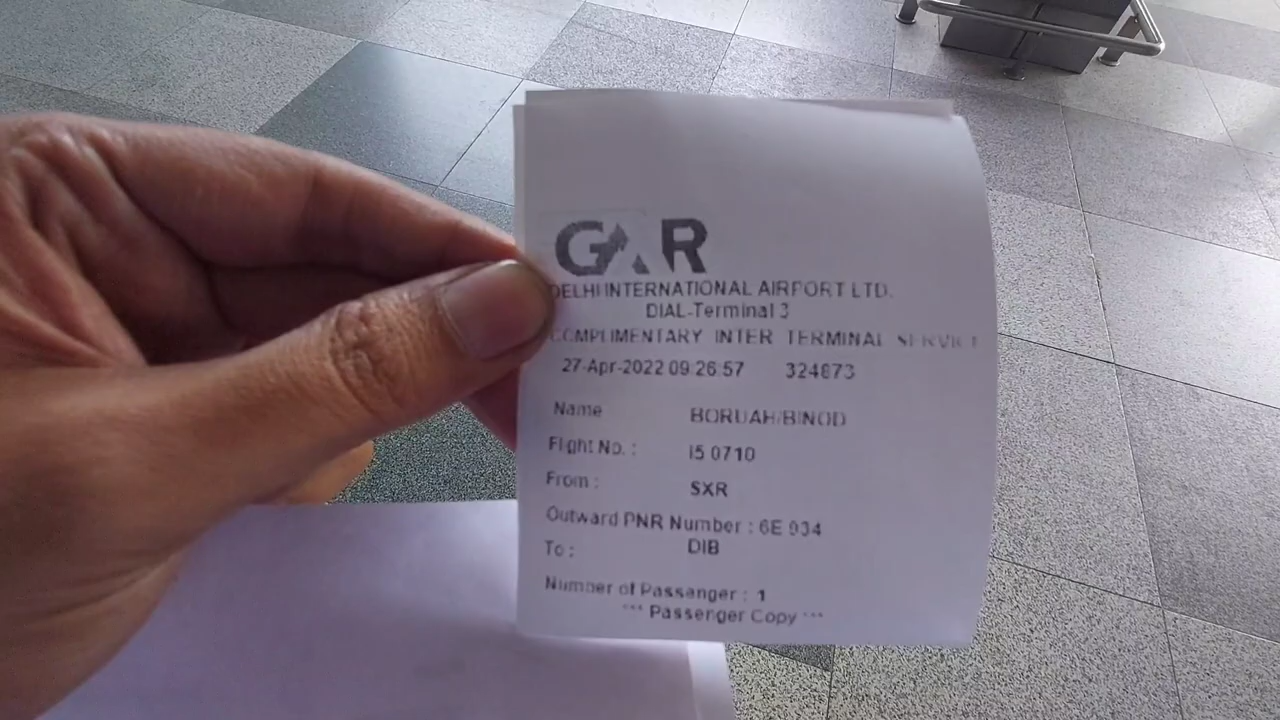 GMR
DELHI INTERNATIONAL AIRPORT LTD.
DIAL-Terminal 3
COMPLIMENTARY INTER TERMINAL SERVICE
27-Apr-2022 09:26:57 324873
Name BORUAH/BINOD
Flight No. : I5 0710
From : SXR
Outward PNR Number : 6E 934
To : DIB
Number of Passanger : 1
*** Passenger Copy ***